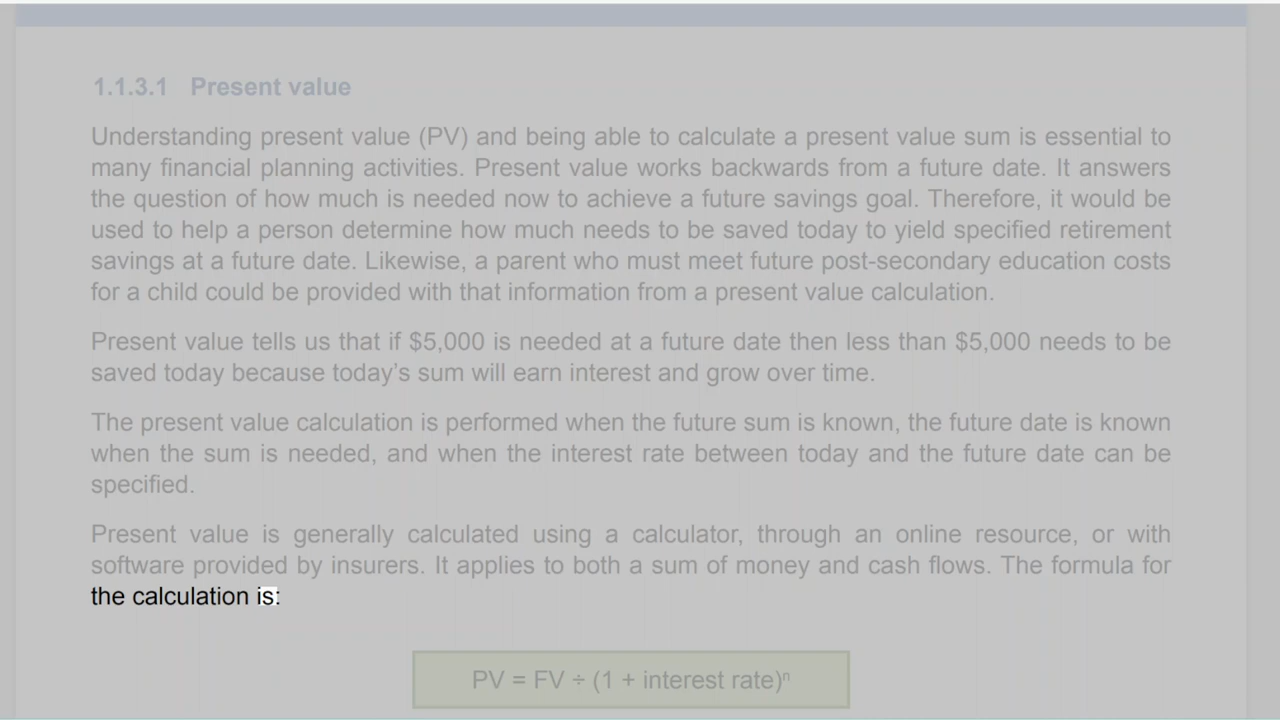 1.1.3.1 Present value
Understanding present value (PV) and being able to calculate a present value sum is essential to
many financial planning activities. Present value works backwards from a future date. It answers
the question of how much is needed now to achieve a future savings goal. Therefore, it would be
used to help a person determine how much needs to be saved today to yield specified retirement
savings at a future date. Likewise, a parent who must meet future post-secondary education costs
for a child could be provided with that information from a present value calculation.
Present value tells us that if $5,000 is needed at a future date then less than $5,000 needs to be
saved today because today’s sum will earn interest and grow over time.
The present value calculation is performed when the future sum is known, the future date is known
when the sum is needed, and when the interest rate between today and the future date can be
specified.
Present value is generally calculated using a calculator, through an online resource, or with
software provided by insurers. It applies to both a sum of money and cash flows. The formula for
the calculation is:
PV = FV ÷ (1 + interest rate)ⁿ